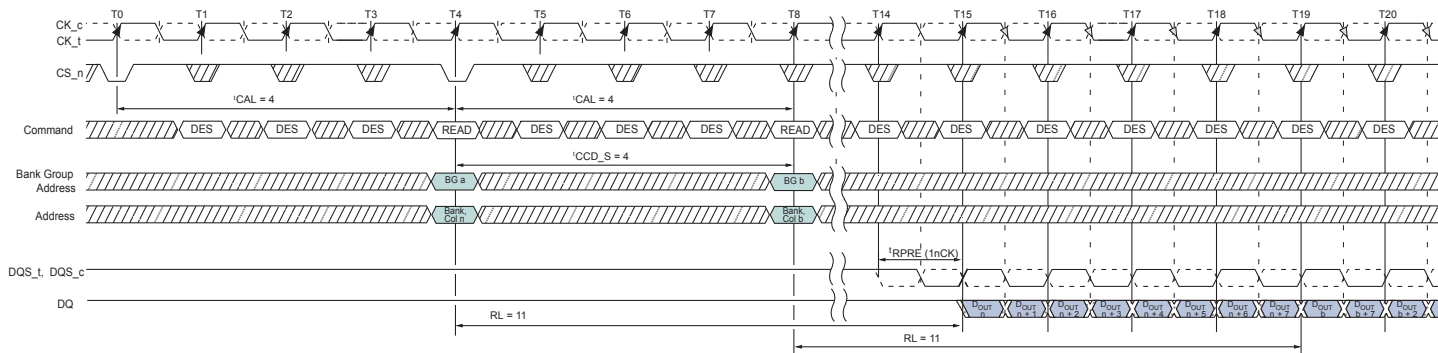 T0 T1 T2 T3 T4 T5 T6 T7 T8 T14 T15 T16 T17 T18 T19 T20
CK_c
CK_t
CS_n
tCAL = 4 tCAL = 4
Command DES DES DES READ DES DES DES READ DES DES DES DES DES DES DES
tCCD_S = 4
Bank Group
Address
BG a BG b
Address
Bank,
Col n
Bank,
Col b
tRPRE (1nCK)
DQS_t, DQS_c
DQ
DOUT
n
DOUT
n + 1
DOUT
n + 2
DOUT
n + 3
DOUT
n + 4
DOUT
n + 5
DOUT
n + 6
DOUT
n + 7
DOUT
b
DOUT
b + 7
DOUT
b + 2
RL = 11
RL = 11